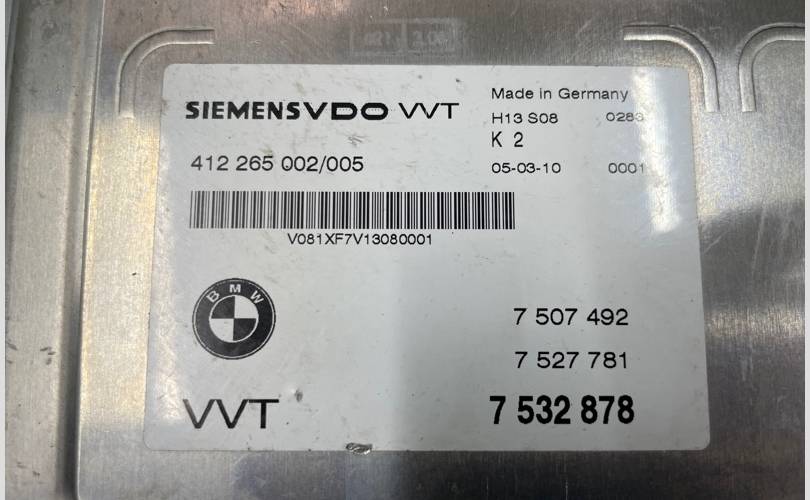 SIEMENSVDO VVT
Made in Germany
H13 S08 0283
K 2
412 265 002/005
05-03-10 0001
V081XF7V13080001
BMW
7 507 492
7 527 781
VVT
7 532 878